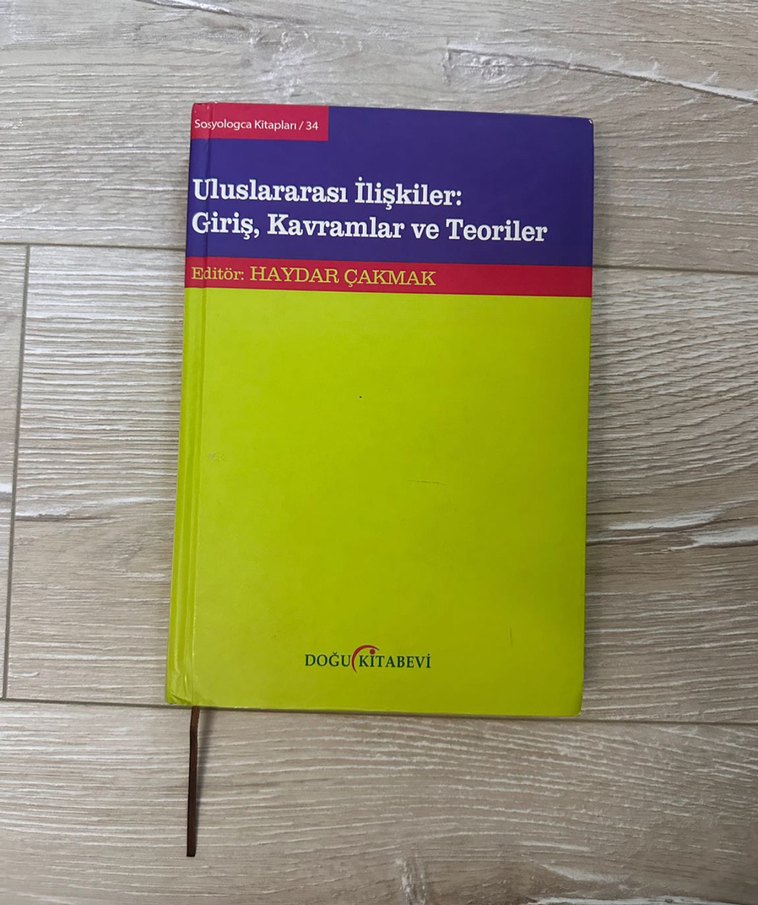 Sosyologca Kitapları / 34
Uluslararası İlişkiler:
Giriş, Kavramlar ve Teoriler
Editör: HAYDAR ÇAKMAK
DOĞU KİTABEVİ